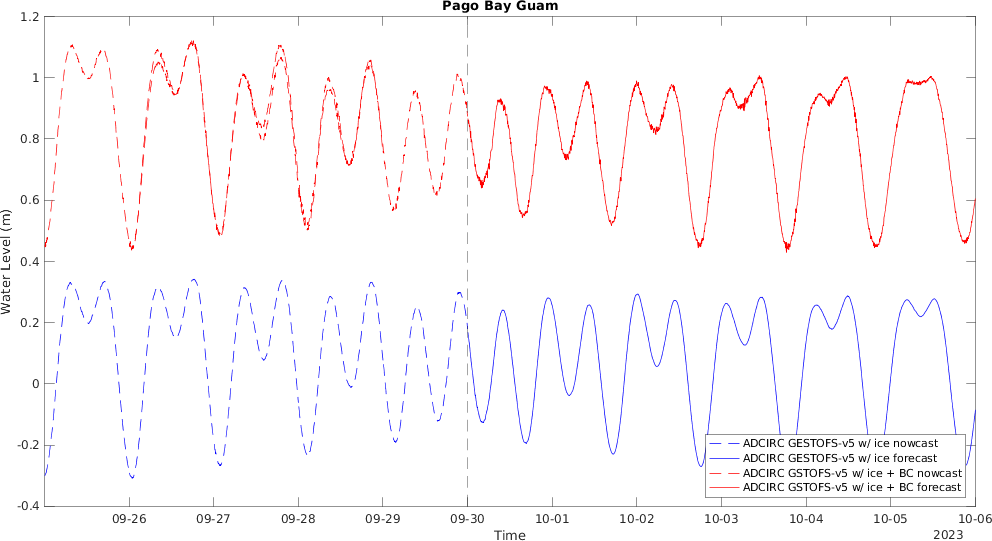 Pago Bay Guam
Water Level (m)
1.2
1
0.8
0.6
0.4
0.2
0
-0.2
-0.4
ADCIRC GESTOFS-v5 w/ ice nowcast
ADCIRC GESTOFS-v5 w/ ice forecast
ADCIRC GSTOFS-v5 w/ ice + BC nowcast
ADCIRC GSTOFS-v5 w/ ice + BC forecast
09-26 09-27 09-28 09-29 09-30 10-01 10-02 10-03 10-04 10-05 10-06
Time
2023